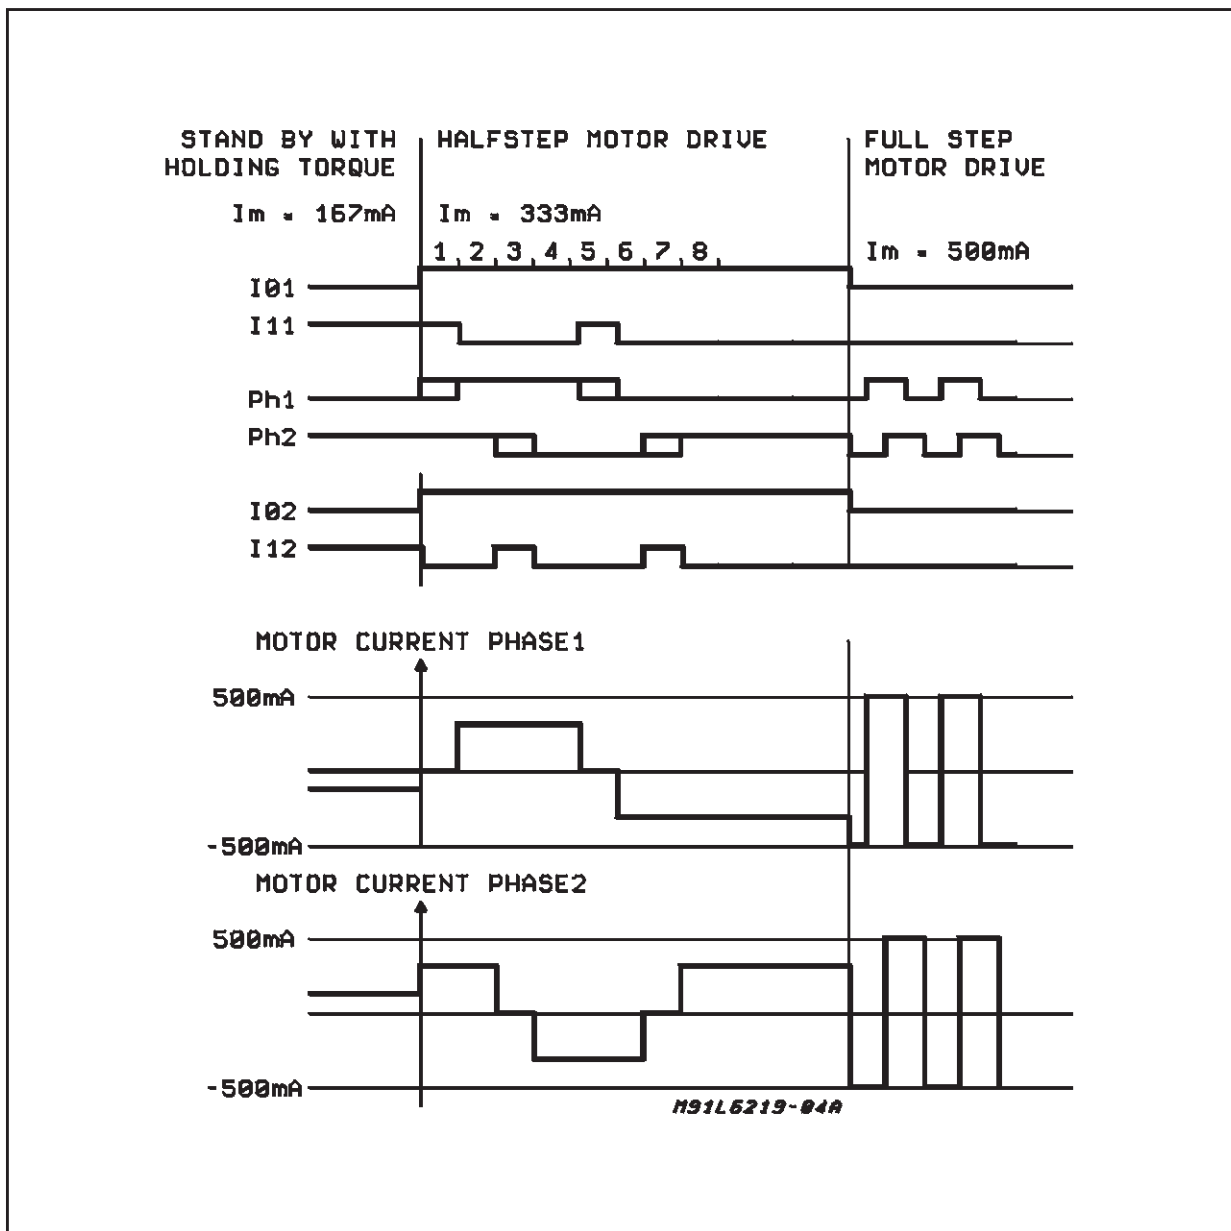 STAND BY WITH
HOLDING TORQUE
Im = 167mA
HALFSTEP MOTOR DRIVE
Im = 333mA
1 2 3 4 5 6 7 8
FULL STEP
MOTOR DRIVE
Im = 500mA
I01
I11
Ph1
Ph2
I02
I12
MOTOR CURRENT PHASE1
500mA
-500mA
MOTOR CURRENT PHASE2
500mA
-500mA
M91L6219-04A